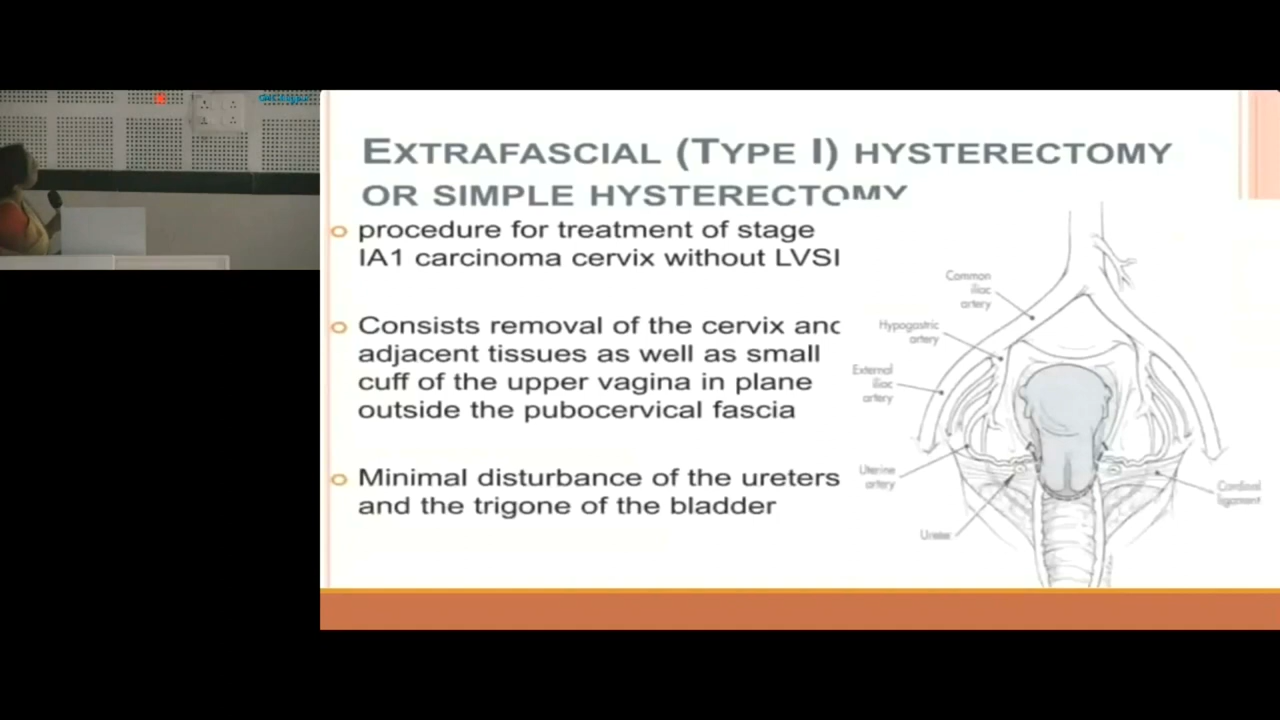 EXTRAFASCIAL (TYPE I) HYSTERECTOMY
OR SIMPLE HYSTERECTOMY
procedure for treatment of stage
IA1 carcinoma cervix without LVSI
Consists removal of the cervix and
adjacent tissues as well as small
cuff of the upper vagina in plane
outside the pubocervical fascia
Minimal disturbance of the ureters
and the trigone of the bladder
Common
iliac
artery
Hypogastric
artery
External
iliac
artery
Uterine
artery
Ureter
Cardinal
ligament